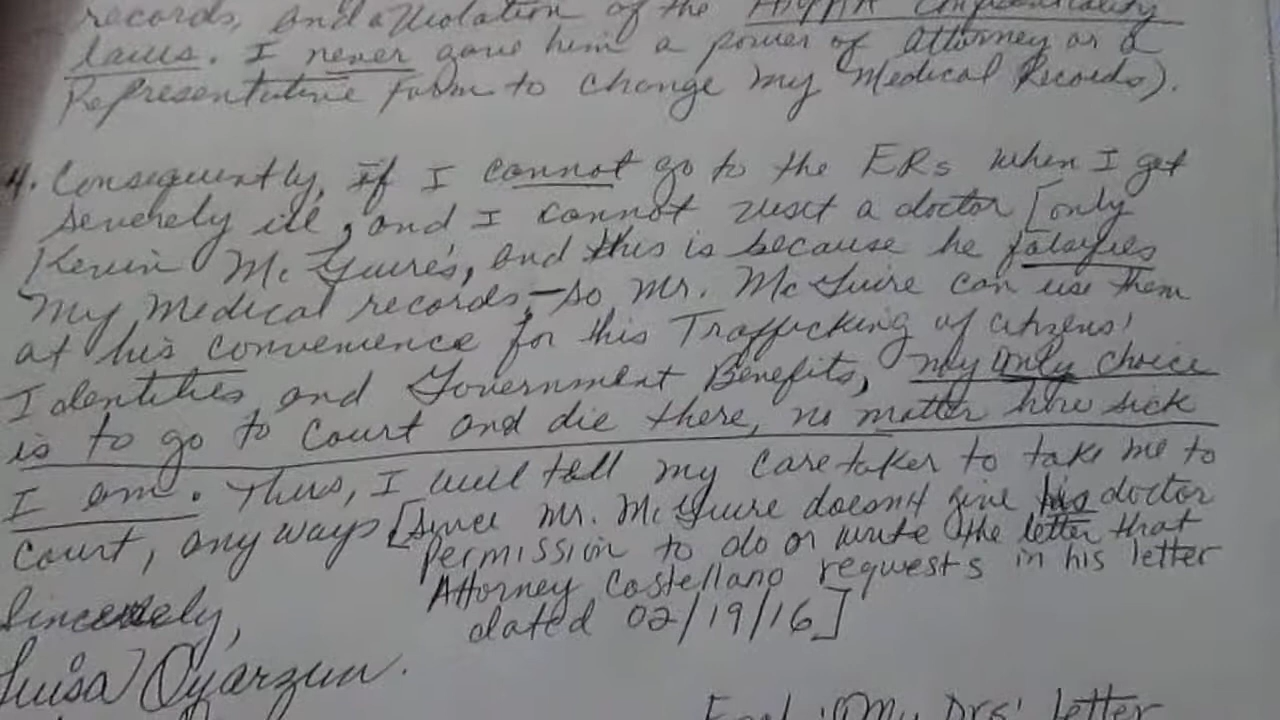 records, and a violation of the HIPAA Confidentiality
laws. I never gave him a power of attorney or a
Representative Form to change my Medical Records).
4. Consequently, if I cannot go to the ERs when I get
severely ill, and I cannot visit a doctor [only
Kevin McGuire's, and this is because he falsifies
my medical records,—so Mr. McGuire can use them
at his convenience for this Trafficking of citizens'
Identities and Government Benefits, my only choice
is to go to court and die there, no matter how sick
I am. Thus, I will tell my caretaker to take me to
court, any ways [since Mr. McGuire doesn't give his doctor
permission to do or write the letter that
Attorney Costellano requests in his letter
dated 02/19/16]
Sincerely,
Luisa Oyarzun.
Encl: My Drs' letter